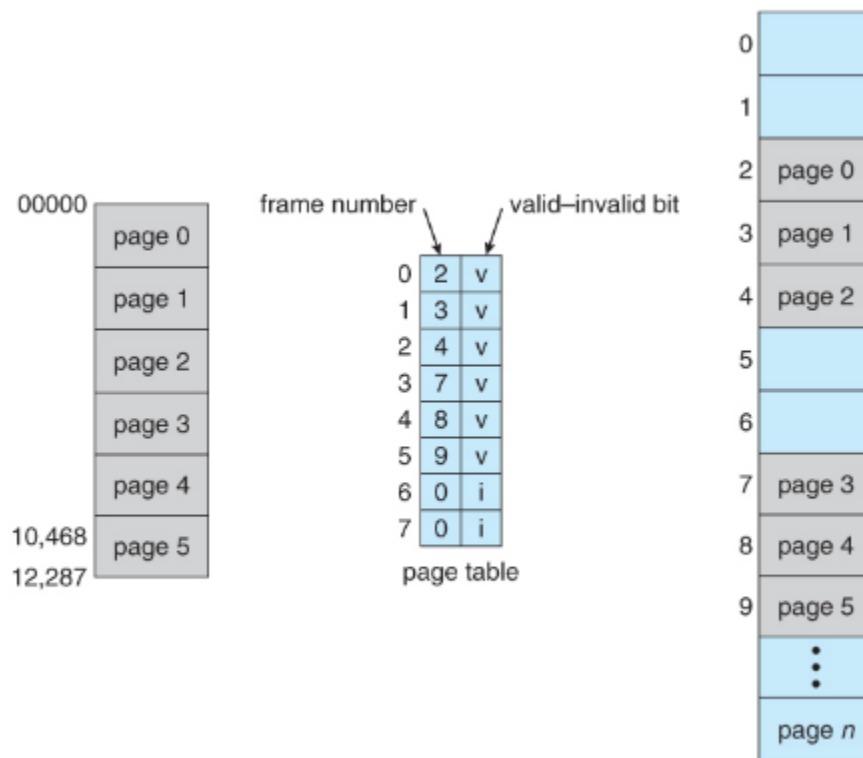 00000
page 0
page 1
page 2
page 3
page 4
10,468
page 5
12,287
frame number
valid–invalid bit
0 2 v
1 3 v
2 4 v
3 7 v
4 8 v
5 9 v
6 0 i
7 0 i
page table
0
1
2 page 0
3 page 1
4 page 2
5
6
7 page 3
8 page 4
9 page 5
page n